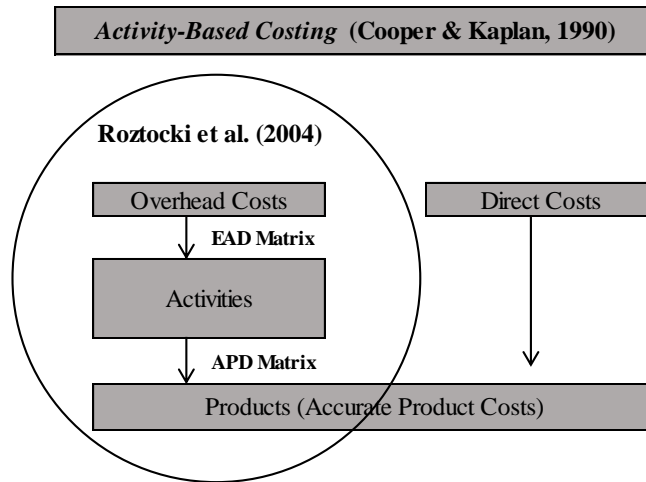 Activity-Based Costing (Cooper & Kaplan, 1990)
Roztocki et al. (2004)
Overhead Costs
Direct Costs
EAD Matrix
Activities
APD Matrix
Products (Accurate Product Costs)